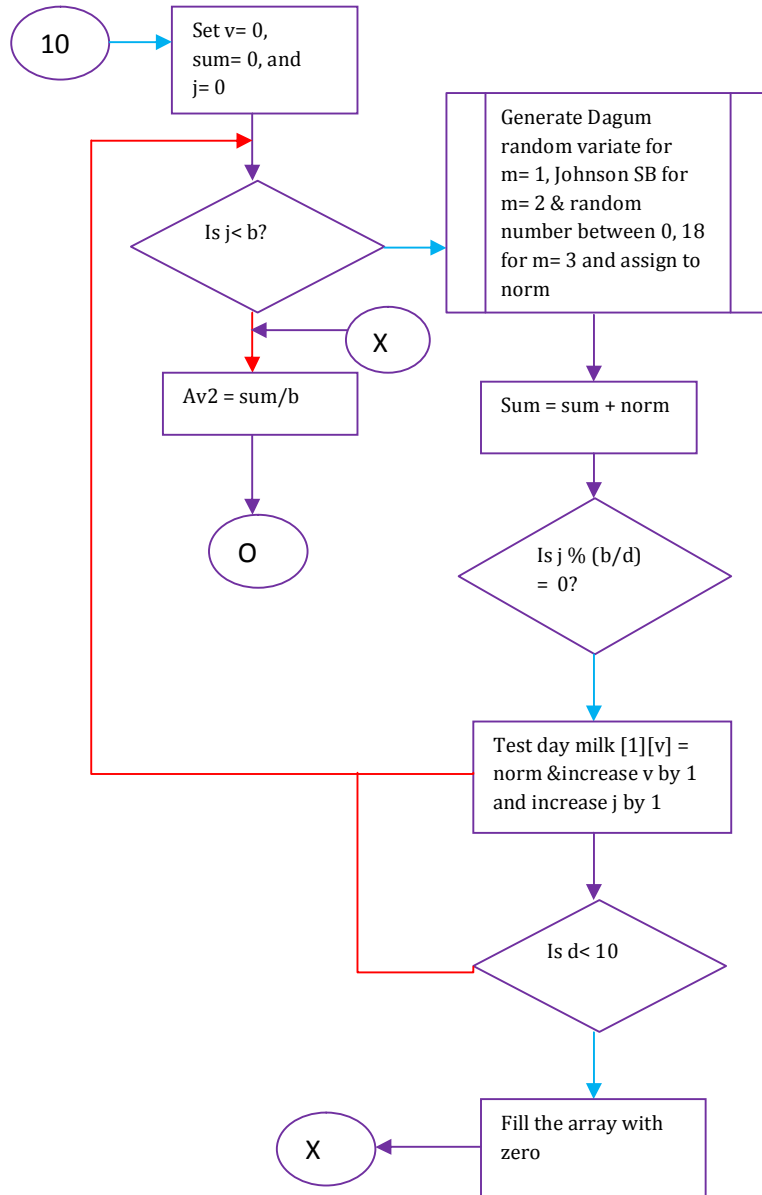 10
Set v= 0,
sum= 0, and
j= 0
Generate Dagum
random variate for
m= 1, Johnson SB for
m= 2 & random
number between 0, 18
for m= 3 and assign to
norm
Is j< b?
X
Av2 = sum/b
Sum = sum + norm
O
Is j % (b/d)
= 0?
Test day milk [1][v] =
norm &increase v by 1
and increase j by 1
Is d< 10
Fill the array with
zero
X